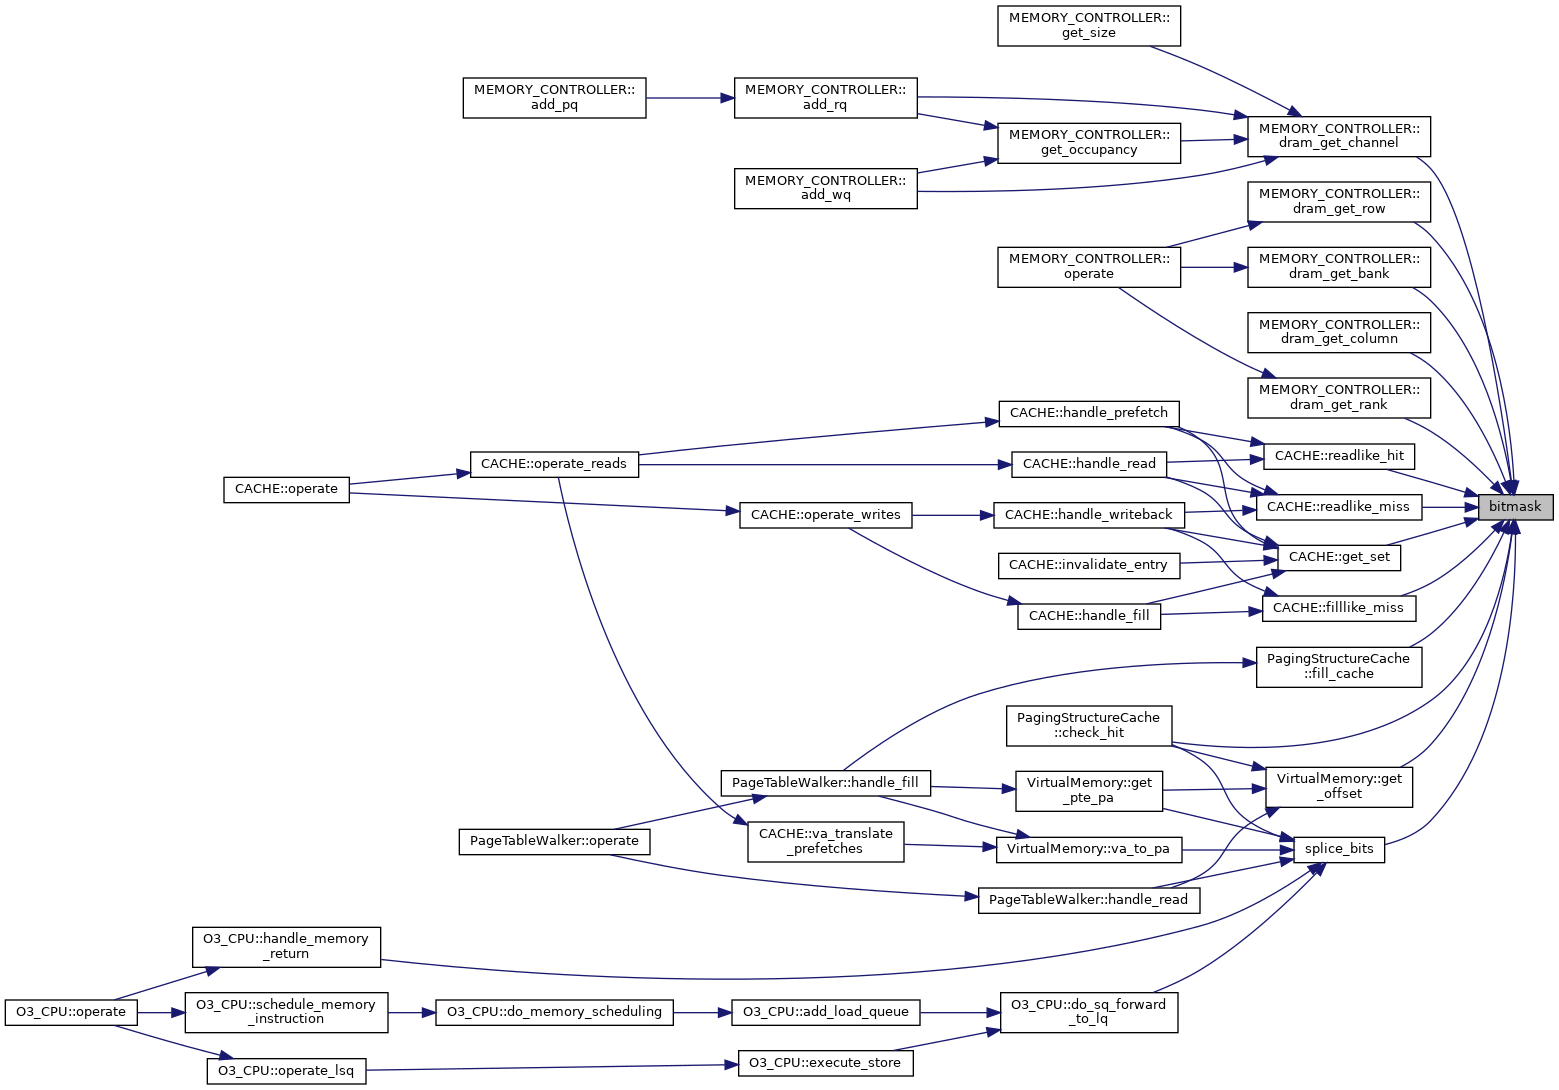 MEMORY_CONTROLLER::
get_size
MEMORY_CONTROLLER::
add_pq
MEMORY_CONTROLLER::
add_rq
MEMORY_CONTROLLER::
get_occupancy
MEMORY_CONTROLLER::
dram_get_channel
MEMORY_CONTROLLER::
add_wq
MEMORY_CONTROLLER::
dram_get_row
MEMORY_CONTROLLER::
operate
MEMORY_CONTROLLER::
dram_get_bank
MEMORY_CONTROLLER::
dram_get_column
MEMORY_CONTROLLER::
dram_get_rank
CACHE::handle_prefetch
CACHE::readlike_hit
CACHE::operate_reads
CACHE::handle_read
CACHE::operate
CACHE::readlike_miss
bitmask
CACHE::operate_writes
CACHE::handle_writeback
CACHE::get_set
CACHE::invalidate_entry
CACHE::filllike_miss
CACHE::handle_fill
PagingStructureCache
::fill_cache
PagingStructureCache
::check_hit
PageTableWalker::handle_fill
VirtualMemory::get
_pte_pa
VirtualMemory::get
_offset
PageTableWalker::operate
CACHE::va_translate
_prefetches
VirtualMemory::va_to_pa
splice_bits
PageTableWalker::handle_read
O3_CPU::handle_memory
_return
O3_CPU::operate
O3_CPU::schedule_memory
_instruction
O3_CPU::do_memory_scheduling
O3_CPU::add_load_queue
O3_CPU::do_sq_forward
_to_lq
O3_CPU::operate_lsq
O3_CPU::execute_store